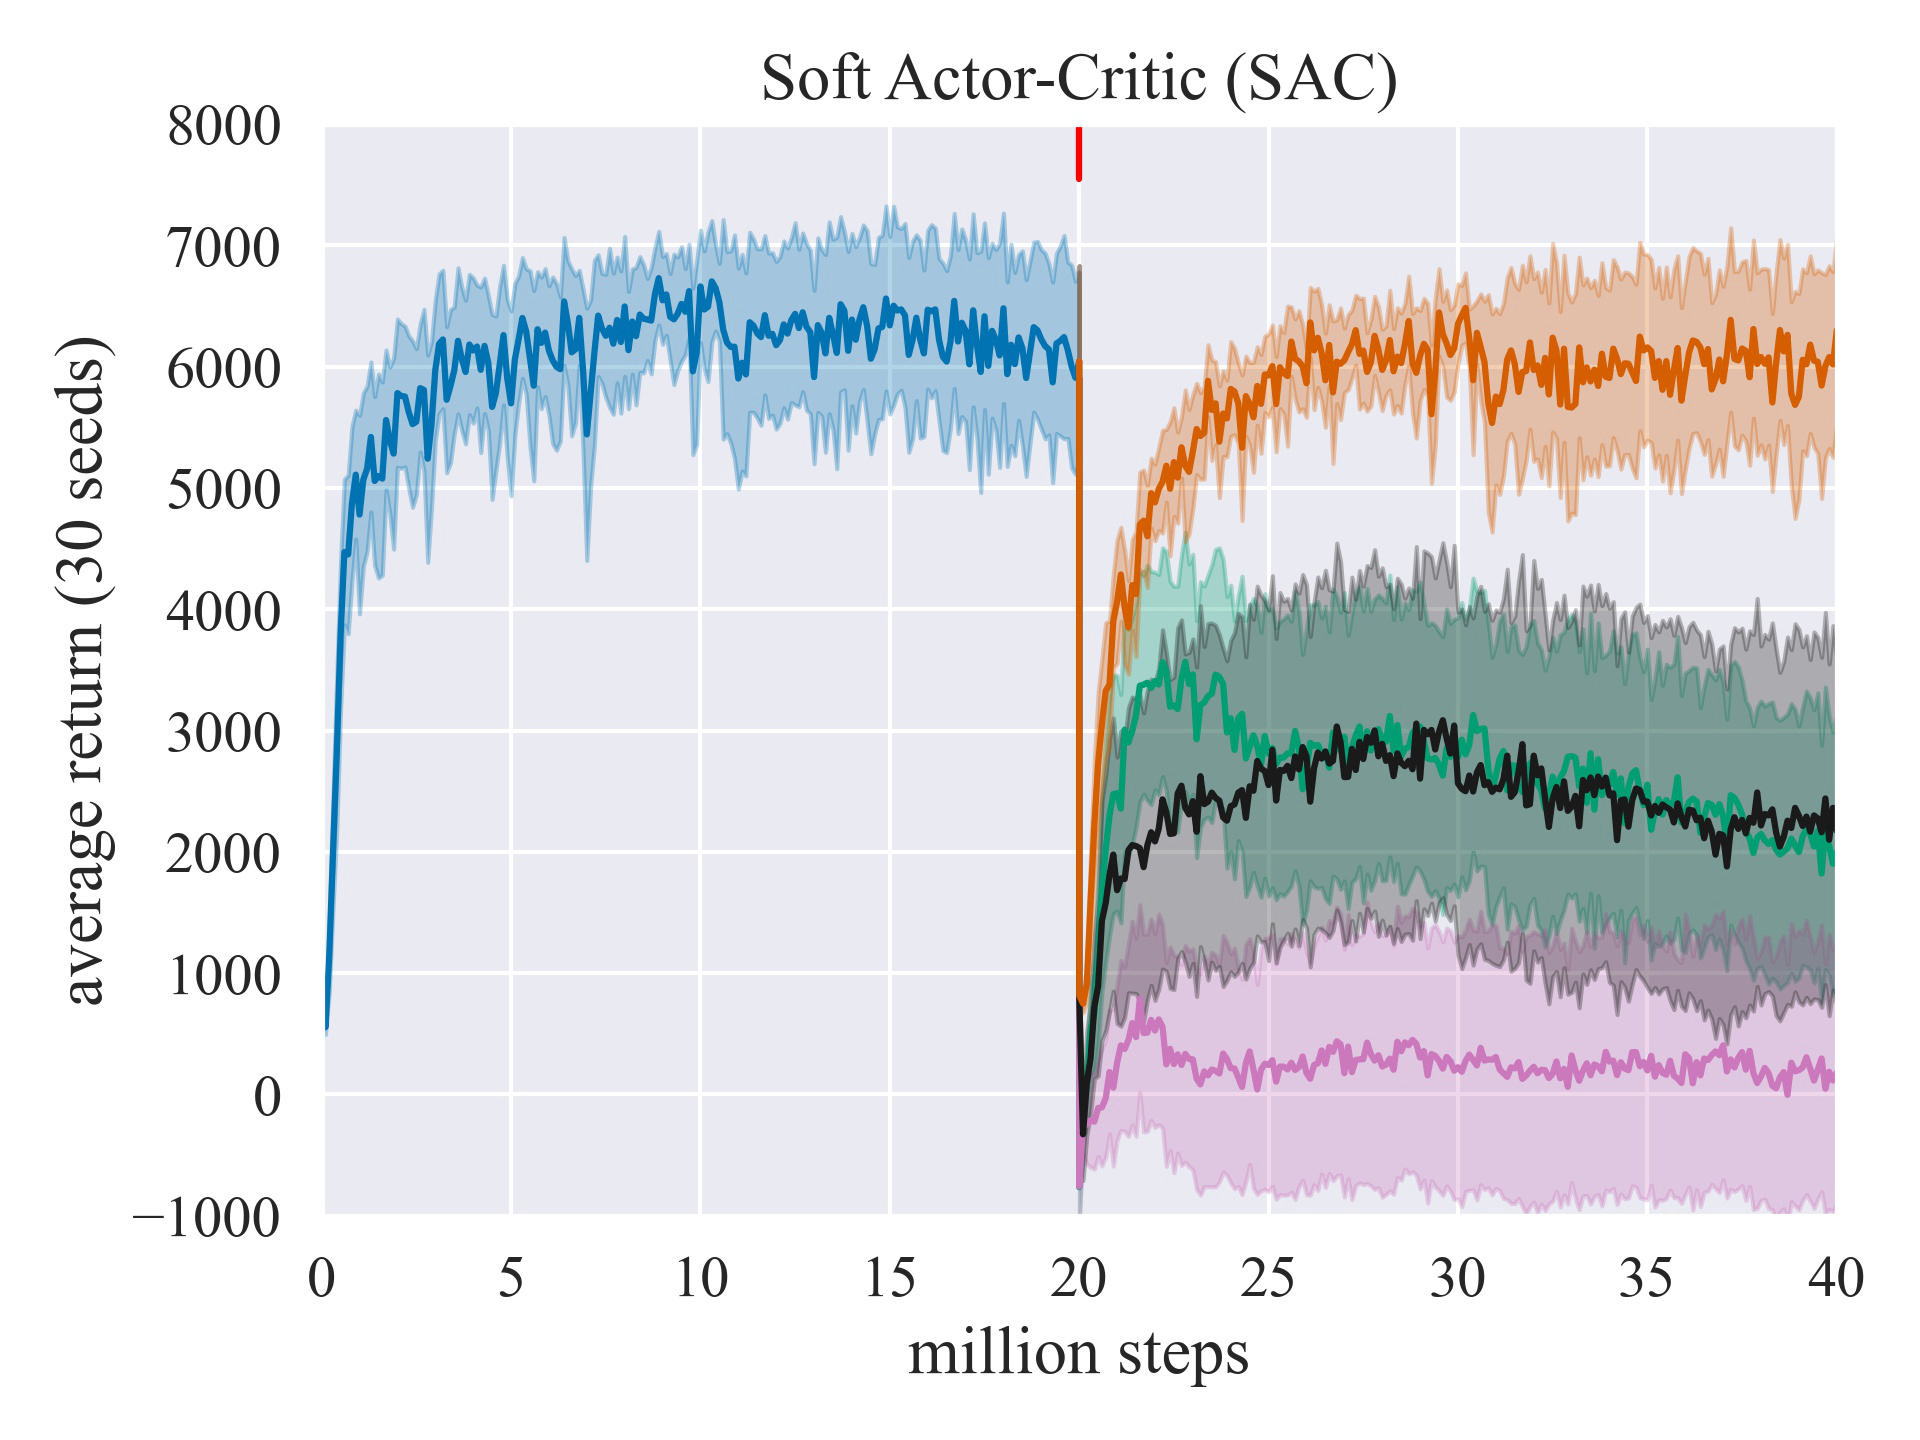 Soft Actor-Critic (SAC)
8000
7000
6000
5000
4000
3000
2000
1000
0
−1000
average return (30 seeds)
0 5 10 15 20 25 30 35 40
million steps